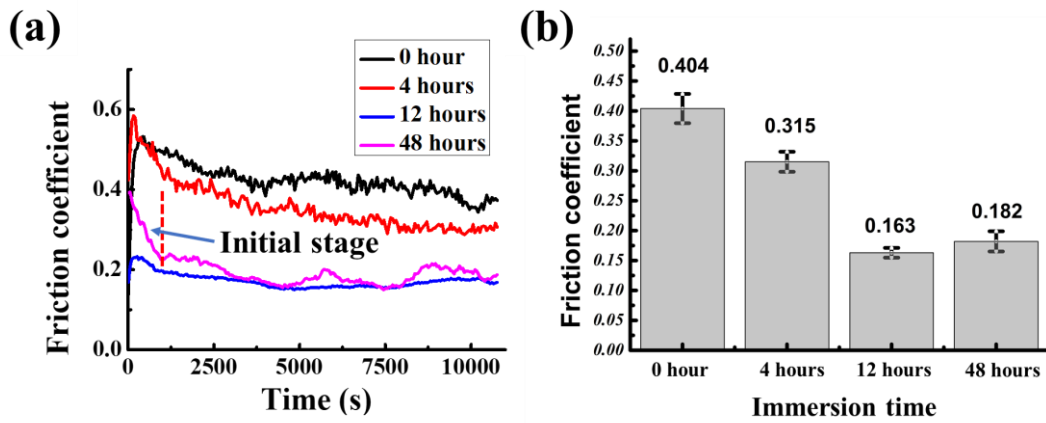 (a)
0 hour
4 hours
12 hours
48 hours
Friction coefficient
0.6
0.4
0.2
0.0
Initial stage
0 2500 5000 7500 10000
Time (s)
(b)
Friction coefficient
0.50
0.45
0.40
0.35
0.30
0.25
0.20
0.15
0.10
0.05
0.00
0.404
0.315
0.163
0.182
0 hour 4 hours 12 hours 48 hours
Immersion time